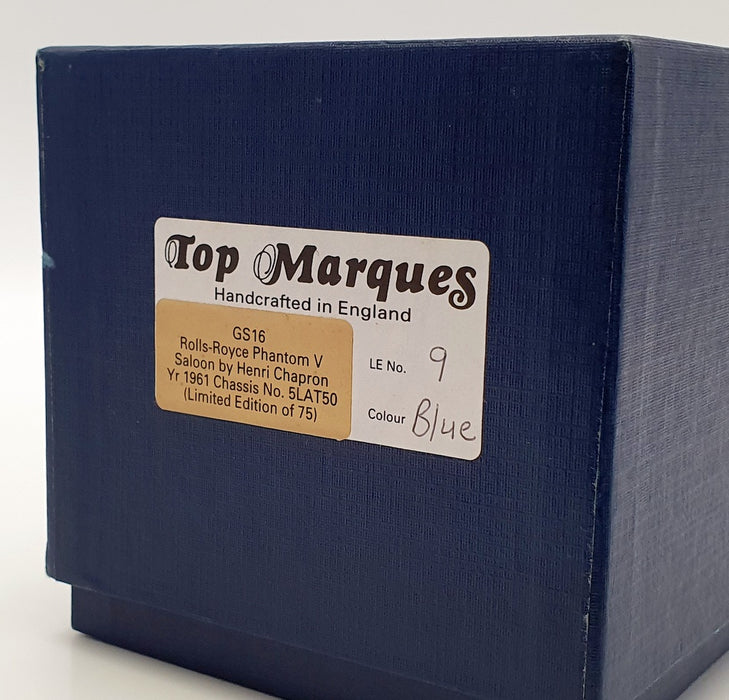 Top Marques
Handcrafted in England
GS16
Rolls-Royce Phantom V
Saloon by Henri Chapron
Yr 1961 Chassis No. 5LAT50
(Limited Edition of 75)
LE No. 9
Colour Blue